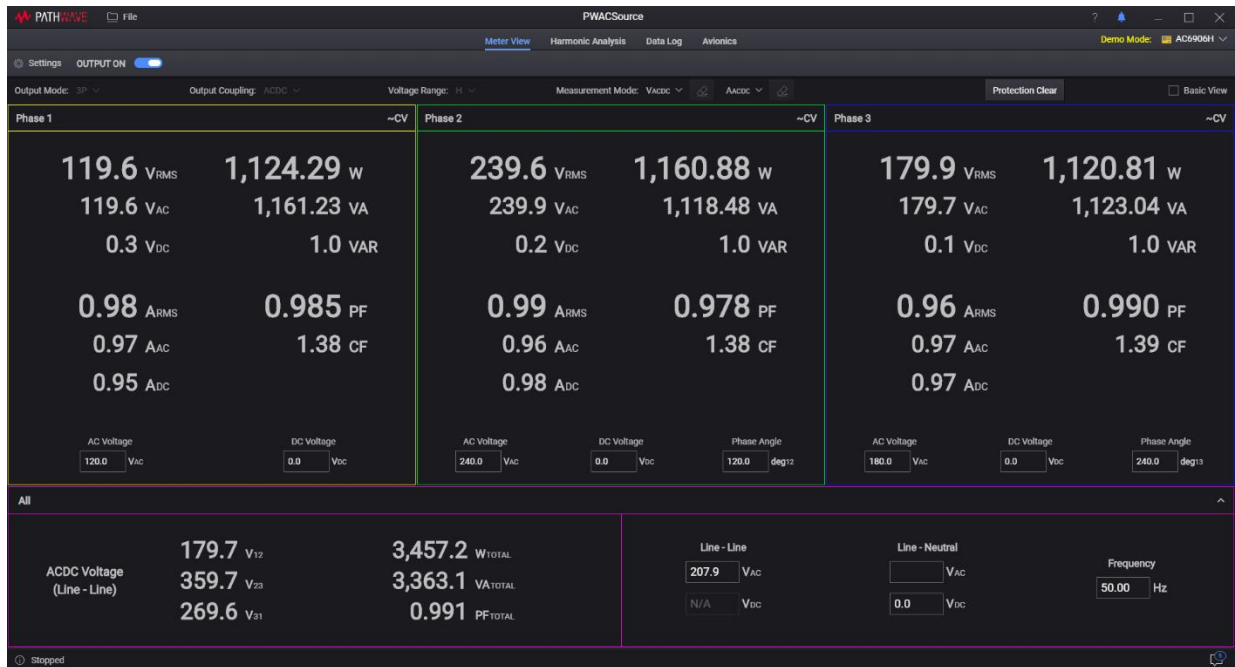 PATHWAVE File PWACSource ?
Meter View Harmonic Analysis Data Log Avionics Demo Mode: AC6906H
Settings OUTPUT ON
Output Mode: 3P Output Coupling: ACDC Voltage Range: H Measurement Mode: VACDC AACDC Protection Clear Basic View
Phase 1 ~CV
119.6 VRMS 1,124.29 W
119.6 VAC 1,161.23 VA
0.3 VDC 1.0 VAR
0.98 ARMS 0.985 PF
0.97 AAC 1.38 CF
0.95 ADC
AC Voltage DC Voltage
120.0 VAC 0.0 VDC
Phase 2 ~CV
239.6 VRMS 1,160.88 W
239.9 VAC 1,118.48 VA
0.2 VDC 1.0 VAR
0.99 ARMS 0.978 PF
0.96 AAC 1.38 CF
0.98 ADC
AC Voltage DC Voltage Phase Angle
240.0 VAC 0.0 VDC 120.0 deg12
Phase 3 ~CV
179.9 VRMS 1,120.81 W
179.7 VAC 1,123.04 VA
0.1 VDC 1.0 VAR
0.96 ARMS 0.990 PF
0.97 AAC 1.39 CF
0.97 ADC
AC Voltage DC Voltage Phase Angle
180.0 VAC 0.0 VDC 240.0 deg13
All
ACDC Voltage
(Line - Line)
179.7 V12 3,457.2 WTOTAL
359.7 V23 3,363.1 VATOTAL
269.6 V31 0.991 PFTOTAL
Line - Line Line - Neutral Frequency
207.9 VAC VAC 50.00 Hz
N/A VDC 0.0 VDC
Stopped